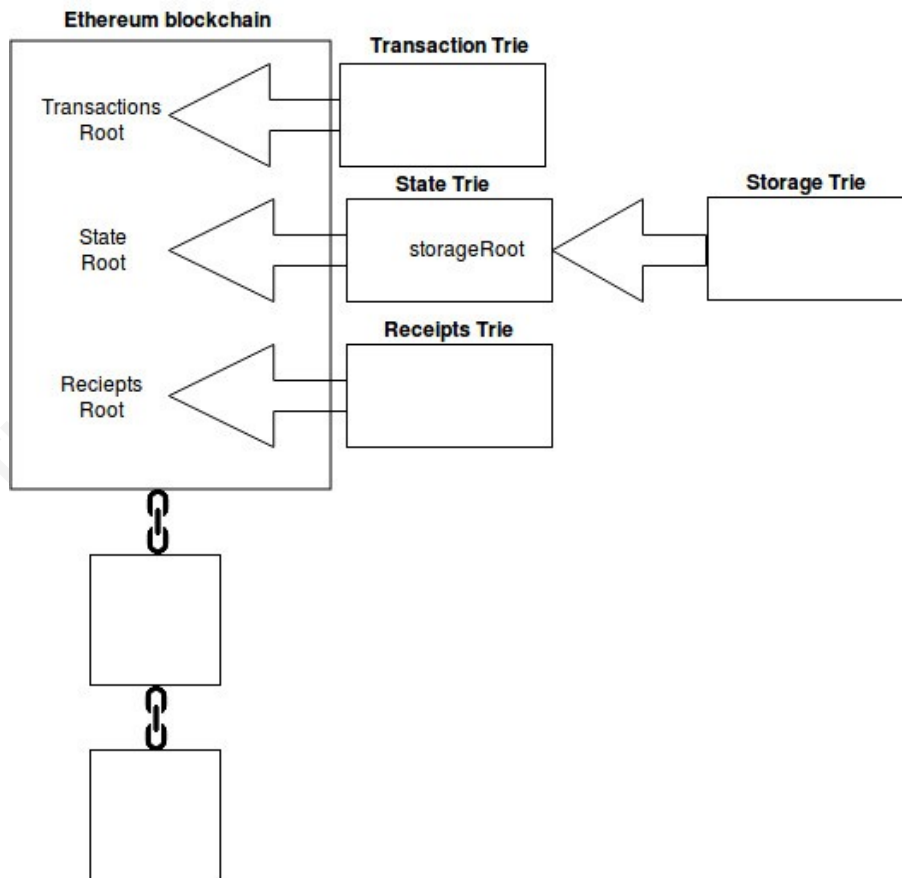 Ethereum blockchain
Transaction Trie
Transactions
Root
State Trie
Storage Trie
State
Root
storageRoot
Receipts Trie
Reciepts
Root